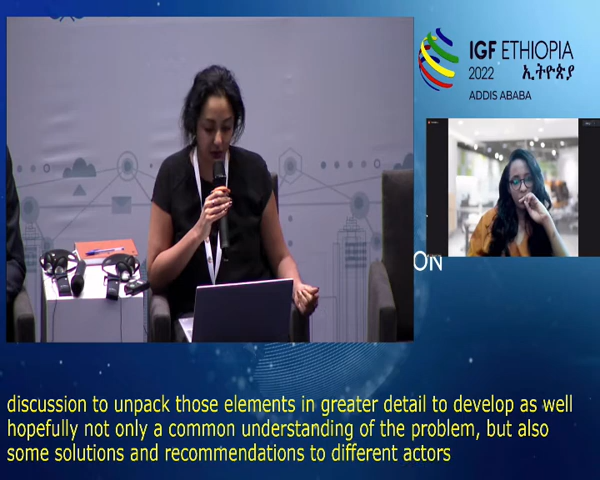 IGF ETHIOPIA
2022 ኢትዮጵያ
ADDIS ABABA
ON
discussion to unpack those elements in greater detail to develop as well
hopefully not only a common understanding of the problem, but also
some solutions and recommendations to different actors